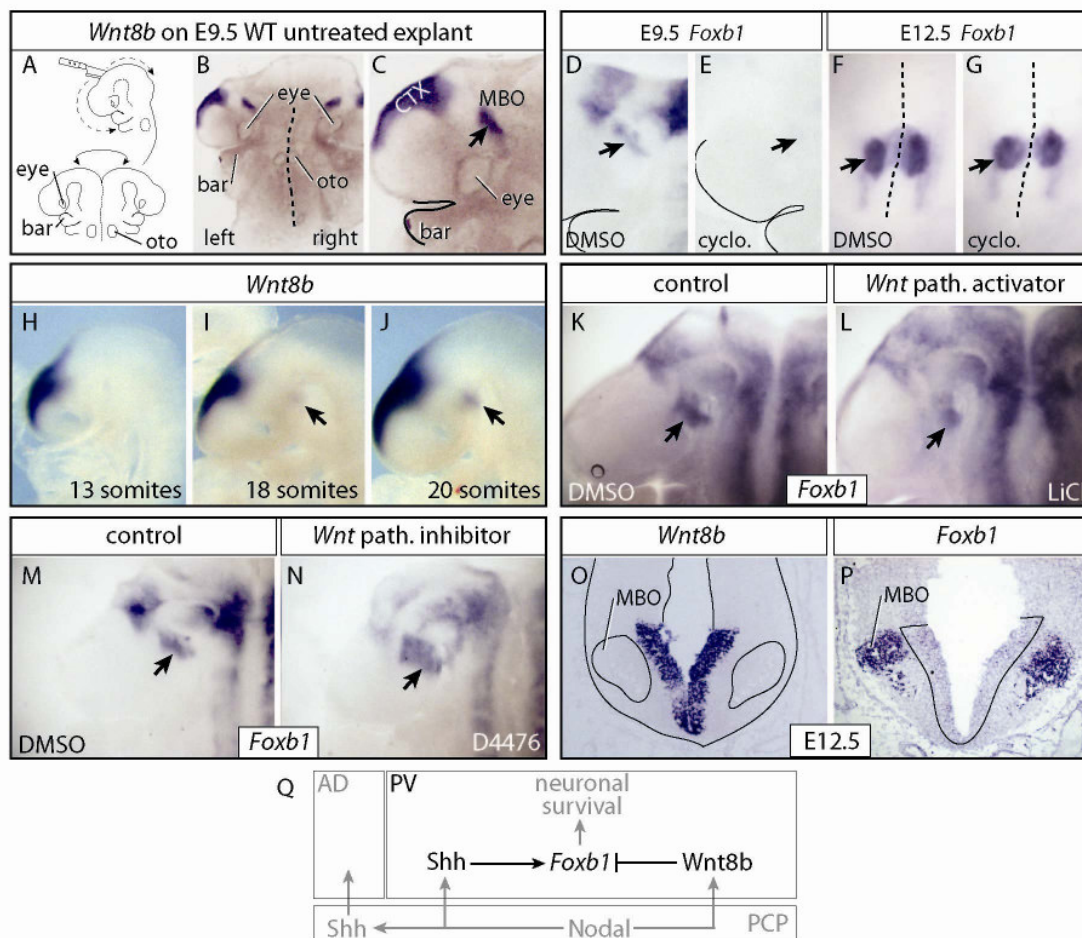 Wnt8b on E9.5 WT untreated explant
A
eye
bar
oto
B
eye
bar
oto
left
right
C
CTX
MBO
eye
bar
E9.5 Foxb1
E12.5 Foxb1
D
DMSO
E
cyclo.
F
DMSO
G
cyclo.
Wnt8b
H
13 somites
I
18 somites
J
20 somites
control
Wnt path. activator
K
DMSO
L
LiC
Foxb1
control
Wnt path. inhibitor
M
DMSO
N
D4476
Foxb1
Wnt8b
Foxb1
O
MBO
P
MBO
E12.5
Q
AD
PV
neuronal
survival
Shh
Foxb1
Wnt8b
Shh
Nodal
PCP